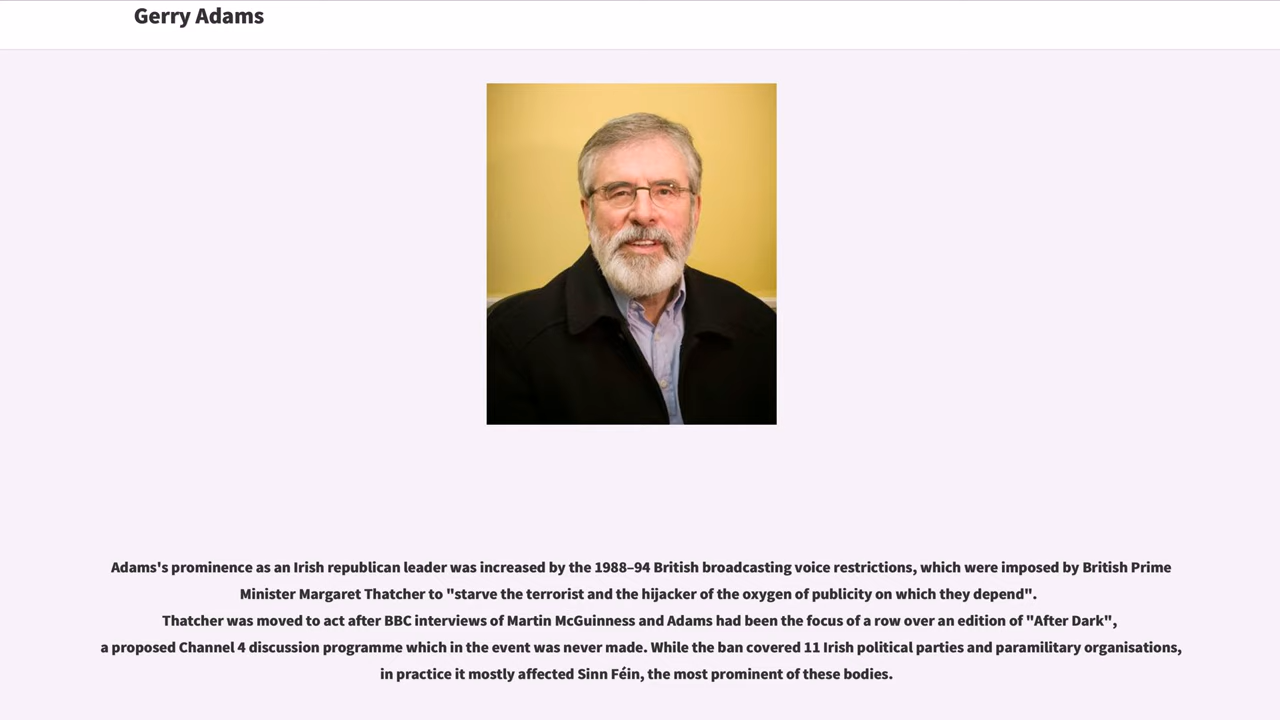 Gerry Adams
Adams's prominence as an Irish republican leader was increased by the 1988–94 British broadcasting voice restrictions, which were imposed by British Prime
Minister Margaret Thatcher to "starve the terrorist and the hijacker of the oxygen of publicity on which they depend".
Thatcher was moved to act after BBC interviews of Martin McGuinness and Adams had been the focus of a row over an edition of "After Dark",
a proposed Channel 4 discussion programme which in the event was never made. While the ban covered 11 Irish political parties and paramilitary organisations,
in practice it mostly affected Sinn Féin, the most prominent of these bodies.